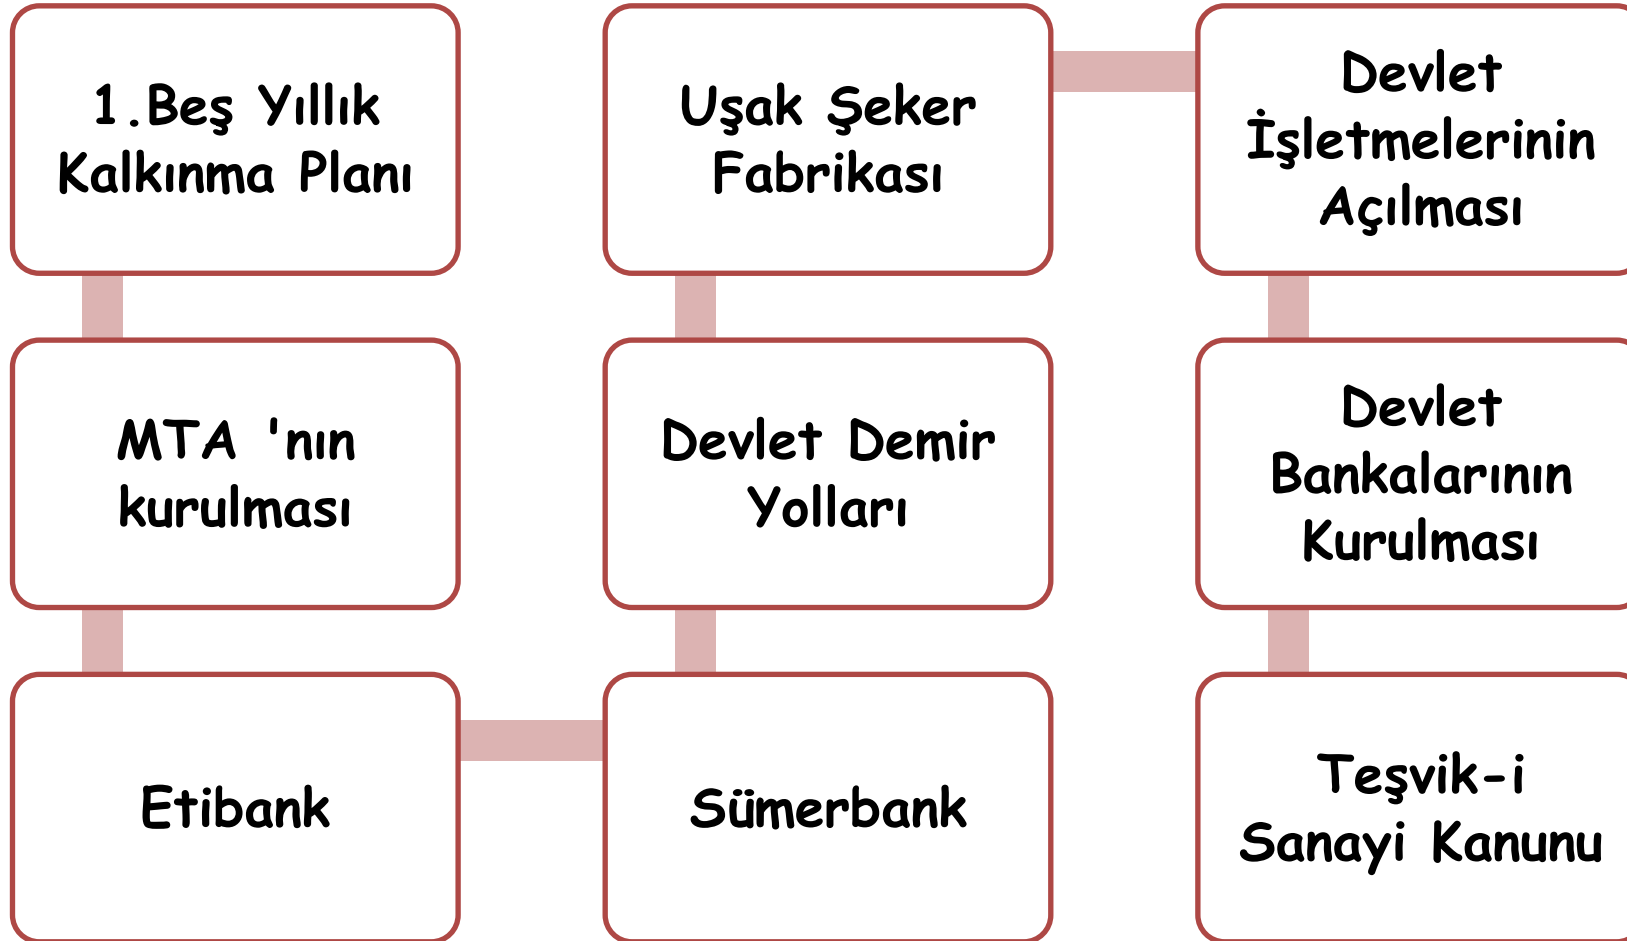 1.Beş Yıllık
Kalkınma Planı
MTA 'nın
kurulması
Etibank
Sümerbank
Devlet Demir
Yolları
Uşak Şeker
Fabrikası
Devlet
İşletmelerinin
Açılması
Devlet
Bankalarının
Kurulması
Teşvik-i
Sanayi Kanunu